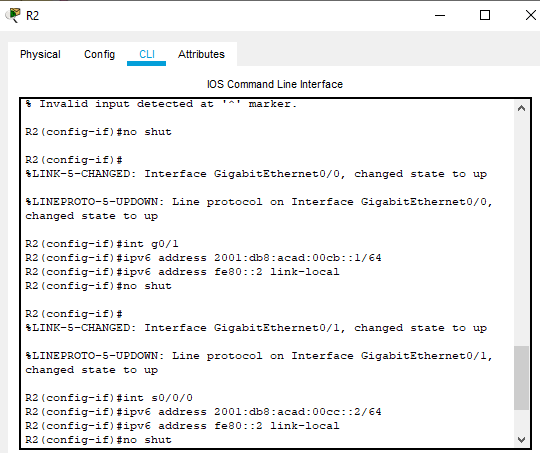 R2
Physical Config CLI Attributes
IOS Command Line Interface
% Invalid input detected at '^' marker.
R2(config-if)#no shut
R2(config-if)#
%LINK-5-CHANGED: Interface GigabitEthernet0/0, changed state to up
%LINEPROTO-5-UPDOWN: Line protocol on Interface GigabitEthernet0/0,
changed state to up
R2(config-if)#int g0/1
R2(config-if)#ipv6 address 2001:db8:acad:00cb::1/64
R2(config-if)#ipv6 address fe80::2 link-local
R2(config-if)#no shut
R2(config-if)#
%LINK-5-CHANGED: Interface GigabitEthernet0/1, changed state to up
%LINEPROTO-5-UPDOWN: Line protocol on Interface GigabitEthernet0/1,
changed state to up
R2(config-if)#int s0/0/0
R2(config-if)#ipv6 address 2001:db8:acad:00cc::2/64
R2(config-if)#ipv6 address fe80::2 link-local
R2(config-if)#no shut